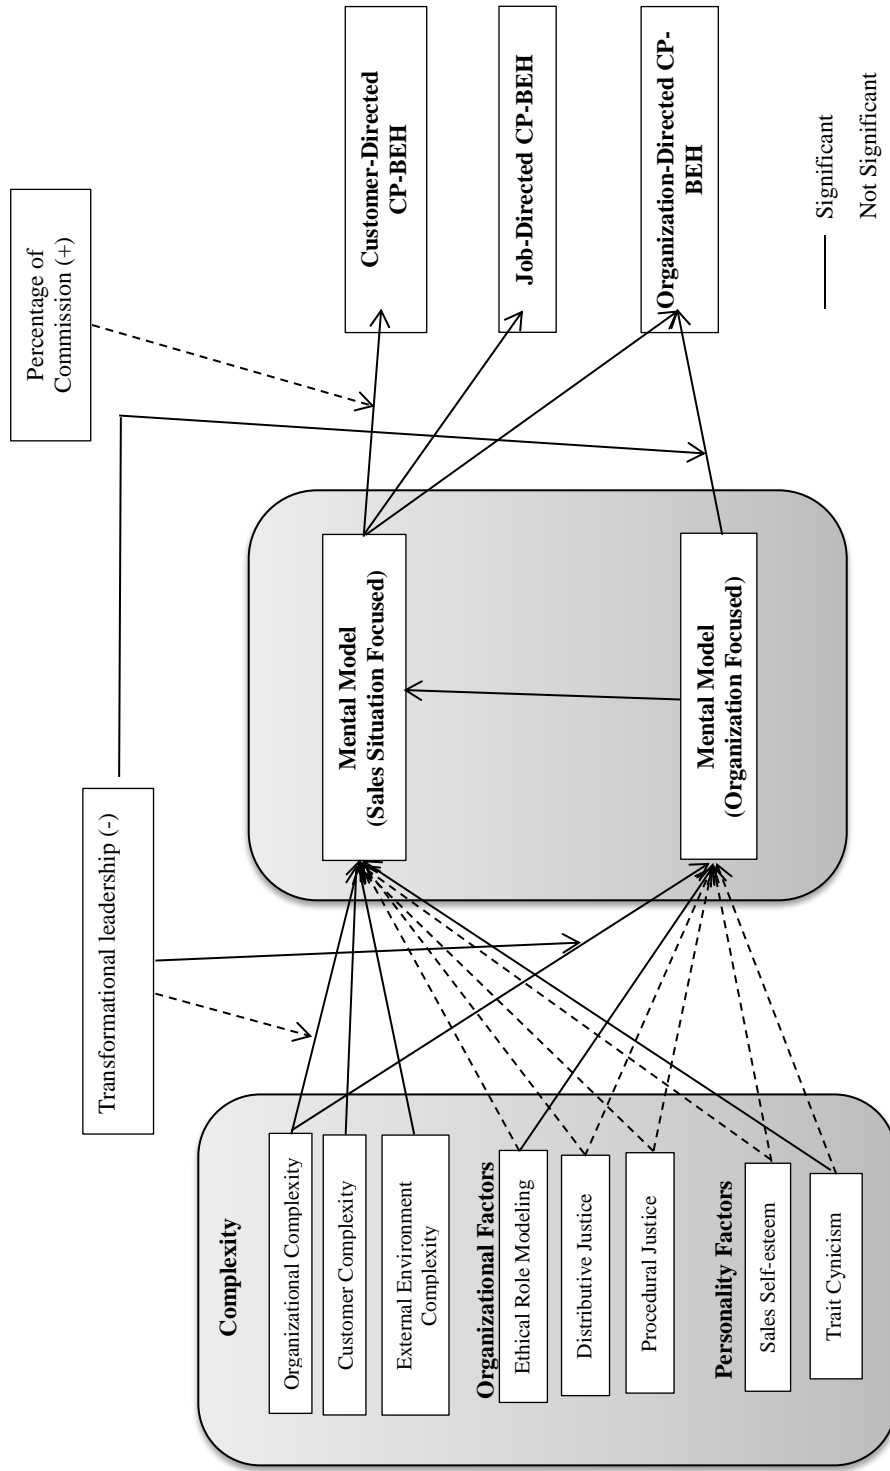 Transformational leadership (-)
Percentage of
Commission (+)
Complexity
Organizational Complexity
Customer Complexity
External Environment
Complexity
Organizational Factors
Ethical Role Modeling
Distributive Justice
Procedural Justice
Personality Factors
Sales Self-esteem
Trait Cynicism
Mental Model
(Sales Situation Focused)
Mental Model
(Organization Focused)
Customer-Directed
CP-BEH
Job-Directed CP-BEH
Organization-Directed CP-
BEH
Significant
Not Significant